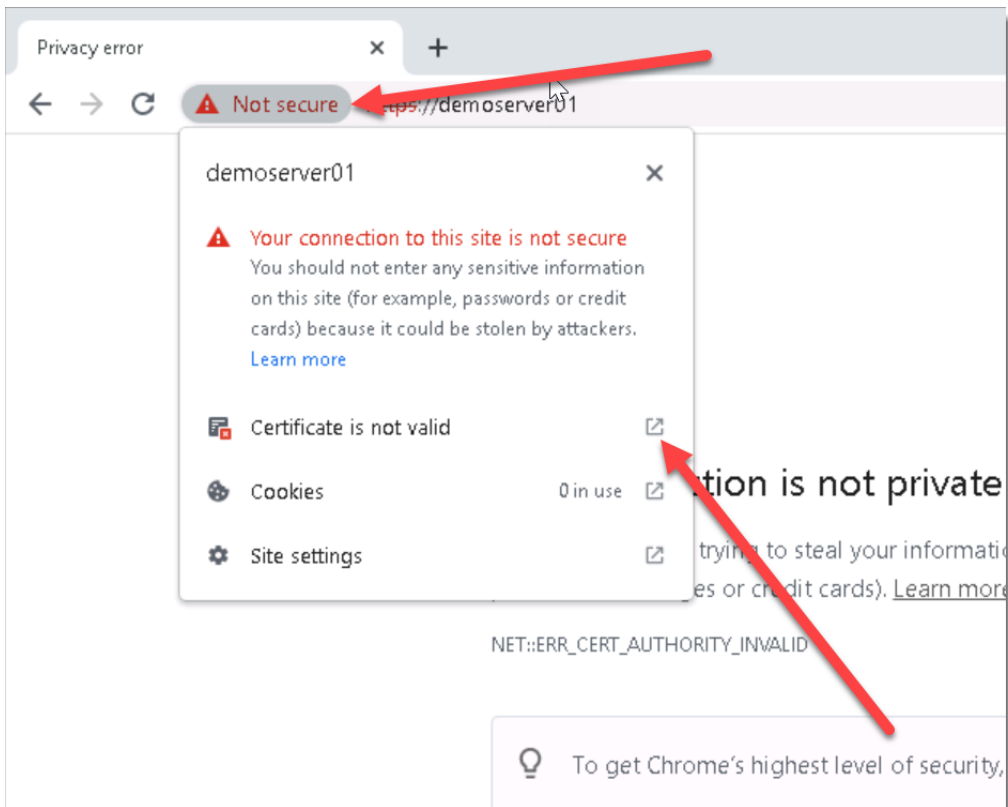 Privacy error
Not secure https://demoserver01
demoserver01
Your connection to this site is not secure
You should not enter any sensitive information
on this site (for example, passwords or credit
cards) because it could be stolen by attackers.
Learn more
Certificate is not valid
Cookies 0 in use
Site settings
is not private
trying to steal your
or credit cards). Learn more
NET::ERR_CERT_AUTHORITY_INVALID
To get Chrome's highest level of security,